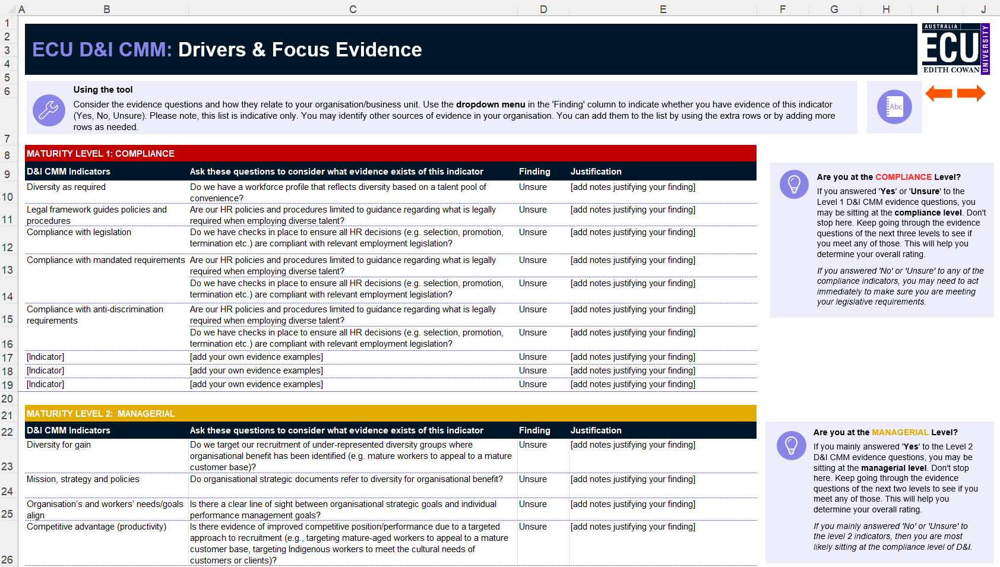 A B C D E F G H I J
1
2
3
4
5
6
7
8
9
10
11
12
13
14
15
16
17
18
19
20
21
22
23
24
25
26
ECU D&I CMM: Drivers & Focus Evidence
AUSTRALIA
ECU
EDITH COWAN
UNIVERSITY
Using the tool
Consider the evidence questions and how they relate to your organisation/business unit. Use the dropdown menu in the 'Finding' column to indicate whether you have evidence of this indicator
(Yes, No, Unsure). Please note, this list is indicative only. You may identify other sources of evidence in your organisation. You can add them to the list by using the extra rows or by adding more
rows as needed.
Abc
MATURITY LEVEL 1: COMPLIANCE
D&I CMM Indicators Ask these questions to consider what evidence exists of this indicator Finding Justification
Diversity as required Do we have a workforce profile that reflects diversity based on a talent pool of Unsure [add notes justifying your finding]
convenience?
Legal framework guides policies and Are our HR policies and procedures limited to guidance regarding what is legally Unsure [add notes justifying your finding]
procedures required when employing diverse talent?
Compliance with legislation Do we have checks in place to ensure all HR decisions (e.g. selection, promotion, Unsure [add notes justifying your finding]
termination etc.) are compliant with relevant employment legislation?
Compliance with mandated requirements Are our HR policies and procedures limited to guidance regarding what is legally Unsure [add notes justifying your finding]
required when employing diverse talent?
Do we have checks in place to ensure all HR decisions (e.g. selection, promotion, Unsure [add notes justifying your finding]
termination etc.) are compliant with relevant employment legislation?
Compliance with anti-discrimination Are our HR policies and procedures limited to guidance regarding what is legally Unsure [add notes justifying your finding]
requirements required when employing diverse talent?
Do we have checks in place to ensure all HR decisions (e.g. selection, promotion, Unsure [add notes justifying your finding]
termination etc.) are compliant with relevant employment legislation?
[Indicator] [add your own evidence examples] Unsure [add notes justifying your finding]
[Indicator] [add your own evidence examples] Unsure [add notes justifying your finding]
[Indicator] [add your own evidence examples] Unsure [add notes justifying your finding]
Are you at the COMPLIANCE Level?
If you answered 'Yes' or 'Unsure' to the
Level 1 D&I CMM evidence questions, you
may be sitting at the compliance level. Don't
stop here. Keep going through the evidence
questions of the next three levels to see if
you meet any of those. This will help you
determine your overall rating.
If you answered 'No' or 'Unsure' to any of the
compliance indicators, you may need to act
immediately to make sure you are meeting
your legislative requirements.
MATURITY LEVEL 2: MANAGERIAL
D&I CMM Indicators Ask these questions to consider what evidence exists of this indicator Finding Justification
Diversity for gain Do we target our recruitment of under-represented diversity groups where Unsure [add notes justifying your finding]
organisational benefit has been identified (e.g. mature workers to appeal to a mature
customer base)?
Mission, strategy and policies Do organisational strategic documents refer to diversity for organisational benefit? Unsure [add notes justifying your finding]
Organisation's and workers' needs/goals Is there a clear line of sight between organisational strategic goals and individual Unsure [add notes justifying your finding]
align performance management goals?
Competitive advantage (productivity) Is there evidence of improved competitive position/performance due to a targeted Unsure [add notes justifying your finding]
approach to recruitment (e.g., targeting mature-aged workers to appeal to a mature
customer base, targeting Indigenous workers to meet the cultural needs of
customers or clients)?
Are you at the MANAGERIAL Level?
If you mainly answered 'Yes' to the Level 2
D&I CMM evidence questions, you may be
sitting at the managerial level. Don't stop
here. Keep going through the evidence
questions of the next two levels to see if you
meet any of those. This will help you
determine your overall rating.
If you mainly answered 'No' or 'Unsure' to
the level 2 indicators, then you are most
likely sitting at the compliance level of D&I.